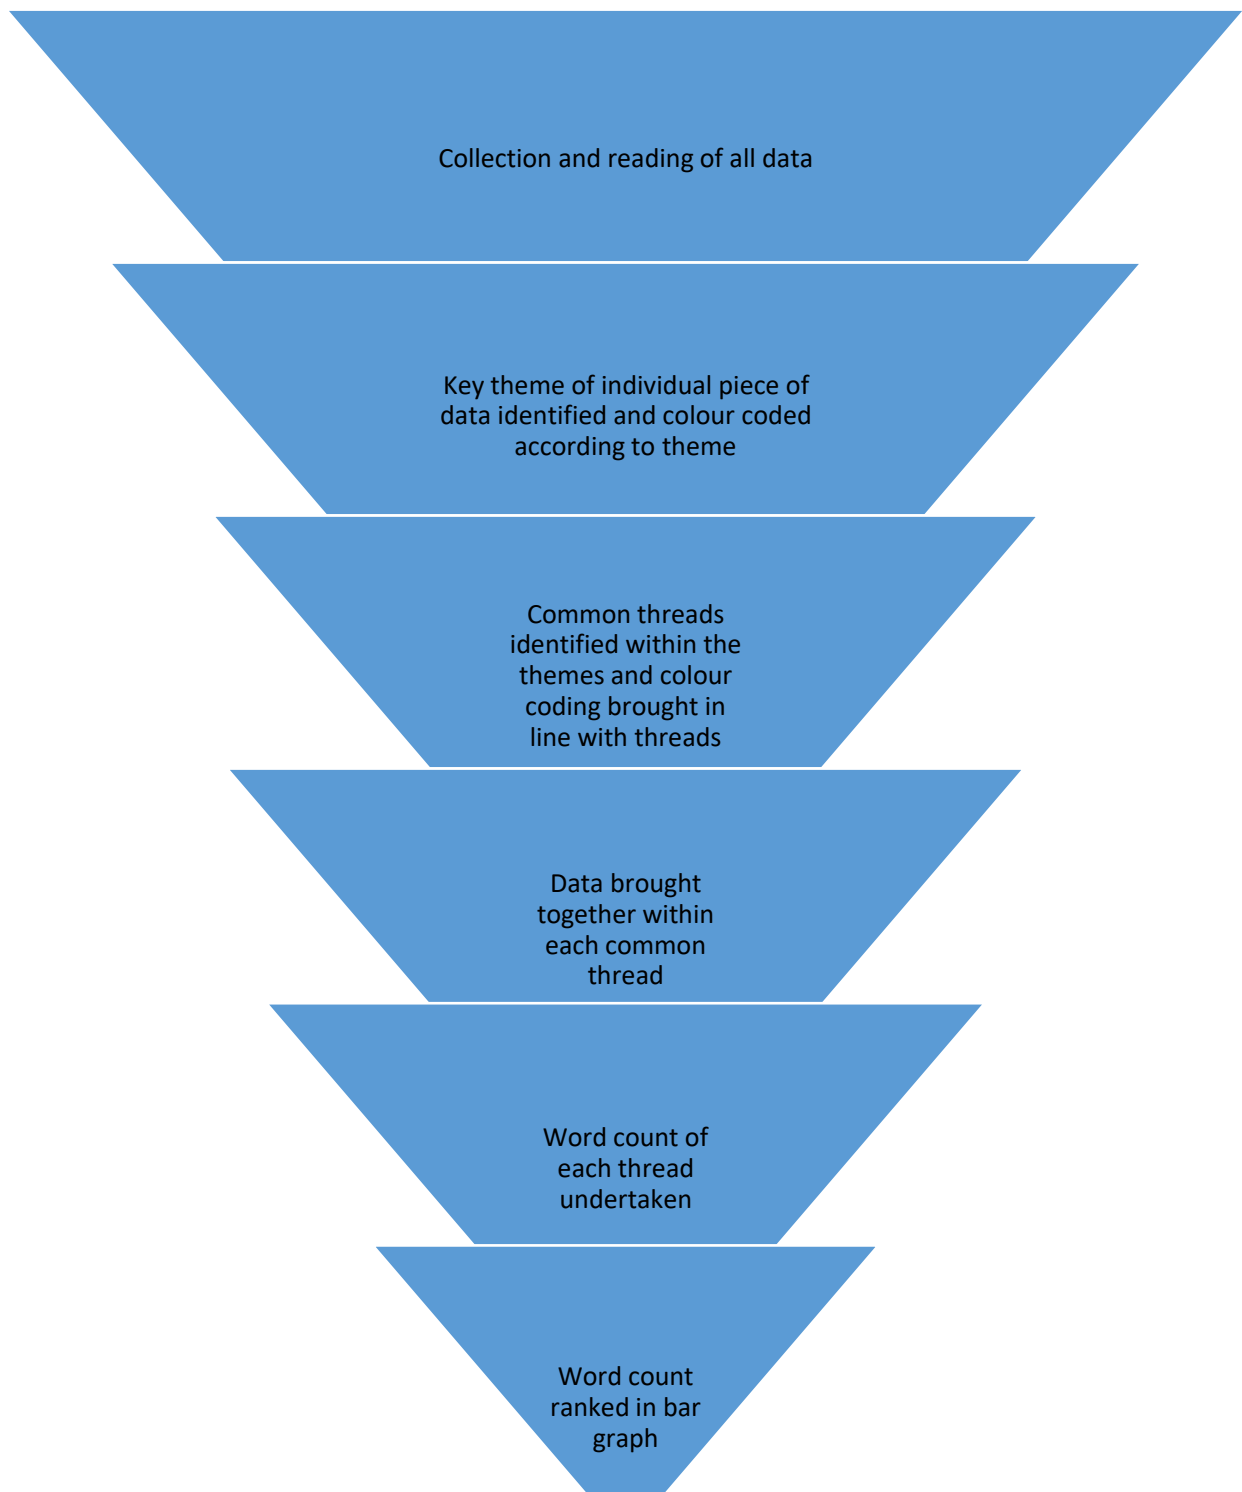 Collection and reading of all data
Key theme of individual piece of
data identified and colour coded
according to theme
Common threads
identified within the
themes and colour
coding brought in
line with threads
Data brought
together within
each common
thread
Word count of
each thread
undertaken
Word count
ranked in bar
graph